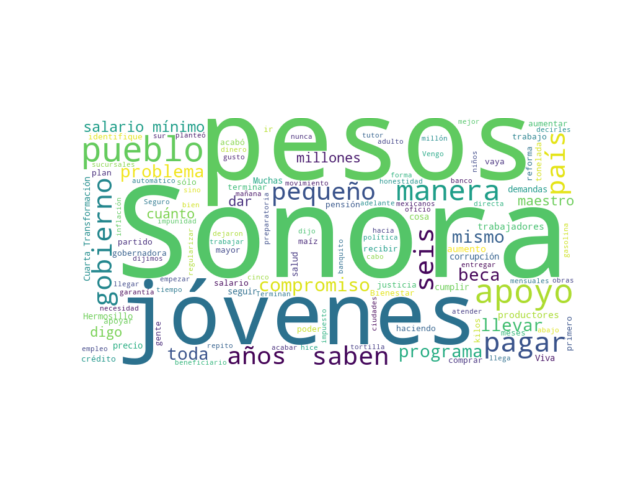 pesos
Sonora
jóvenes
salario mínimo
identifique
sur
planteó
acabó
dinero
gusto
ir
nunca
tutor
adulto
millón
Vengo
mejor
aumentar
decirles
trabajo
niños
reforma
tonelada
pueblo
sucursales
plan
problema
sólo
sino
Muchas
millones
forma
honestidad
banco
vaya
país
Cuarta Transformación
gobierno
Seguro
bien
impunidad
cuánto
terminar
mañana
movimiento
dar
pequeño
pensión
adelante
mexicanos
oficio
cosa
manera
directa
demandas
maestro
inflación
partido
gobernadora
dijimos
regularizar
dejaron
trabajar
mayor
preparatoria
dijo
maíz
hacia
política
cabo
seis
mismo
aumento
corrupción
trabajadores
gasolina
llegar
empezar
tiempo
garantía
necesidad
salario
cinco
seguir
Terminan
salud
compromiso
banquito
justicia
Bienestar
cumplir
beca
entregar
mensuales
obras
apoyo
Hermosillo
apoyar
digo
gente
impuesto
poder
ciudades
haciendo
atender
kilos
llevar
productores
meses
abajo
primero
empleo
precio
crédito
toda
repito
beneficiario
años
acabar
hice
saben
tortilla
programa
comprar
llega
pagar
Viva
recibir
automático